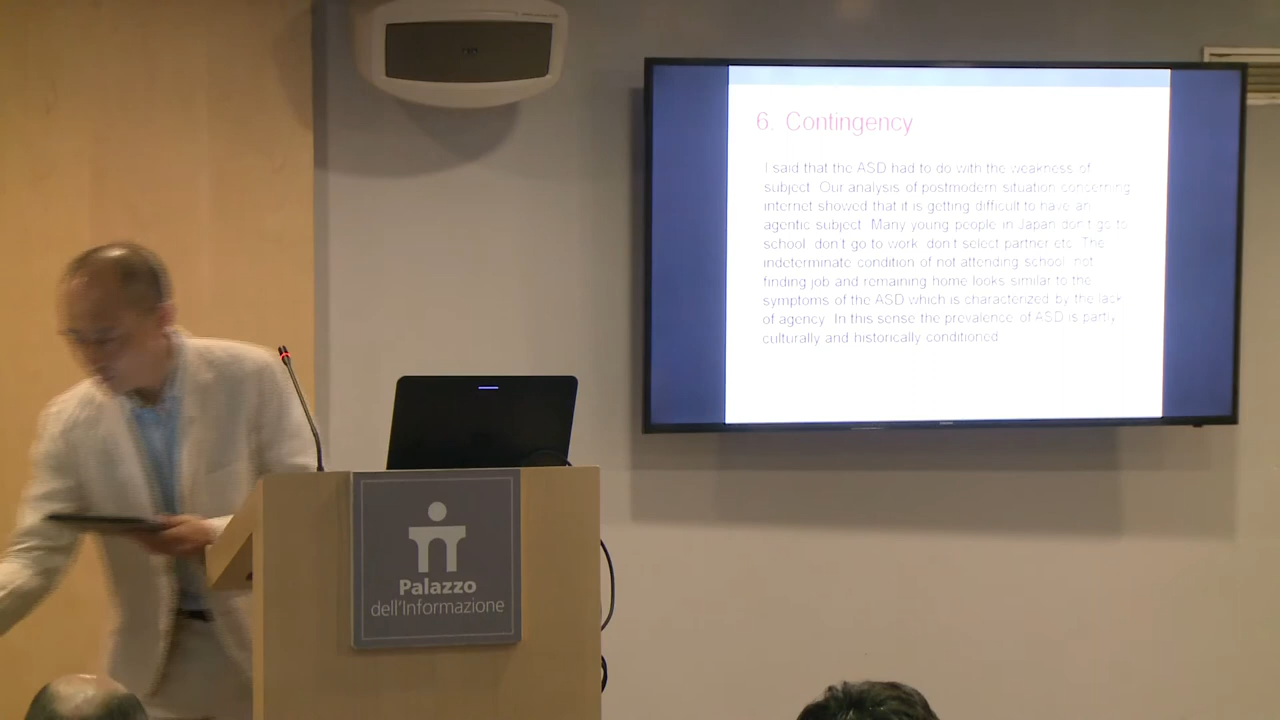 6. Contingency
I said that the ASD had to do with the weakness of
subject. Our analysis of postmodern situation concerning
internet showed that it is getting difficult to have an
agentic subject. Many young people in Japan don't go to
school, don't go to work, don't select partner etc. The
indeterminate condition of not attending school, not
finding job and remaining home looks similar to the
symptoms of the ASD which is characterized by the lack
of agency. In this sense the prevalence of ASD is partly
culturally and historically conditioned.
Palazzo
dell'Informazione